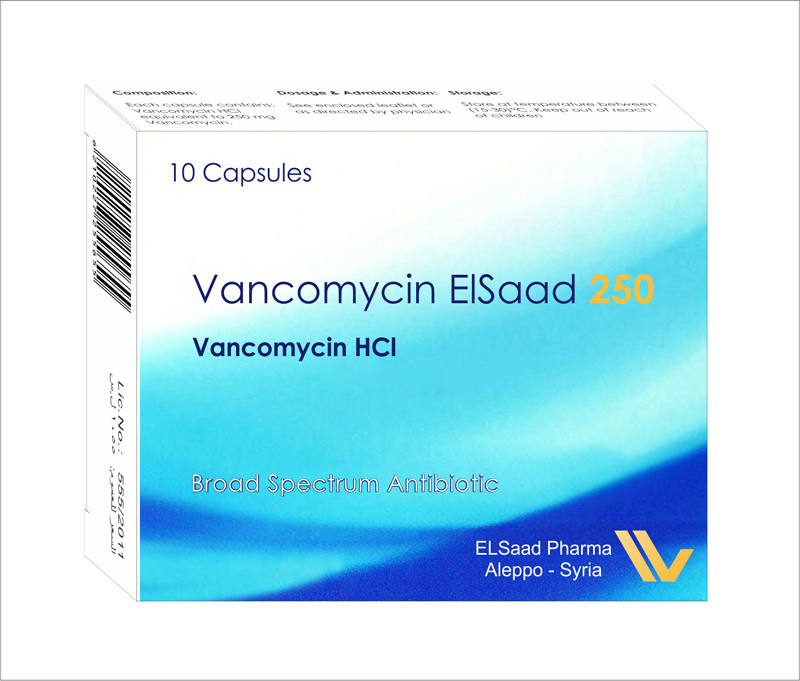 Composition:
Each capsule contains:
Vancomycin HCl
equivalent to 250 mg
Vancomycin.
Dosage & Administration:
See enclosed leaflet or
as directed by physician
Storage:
Store at temperature between
(15-30)°C. Keep out of reach
of children
10 Capsules
Vancomycin ElSaad 250
Vancomycin HCl
Broad Spectrum Antibiotic
ELSaad Pharma
Aleppo - Syria
Lic.No.: 555/2011